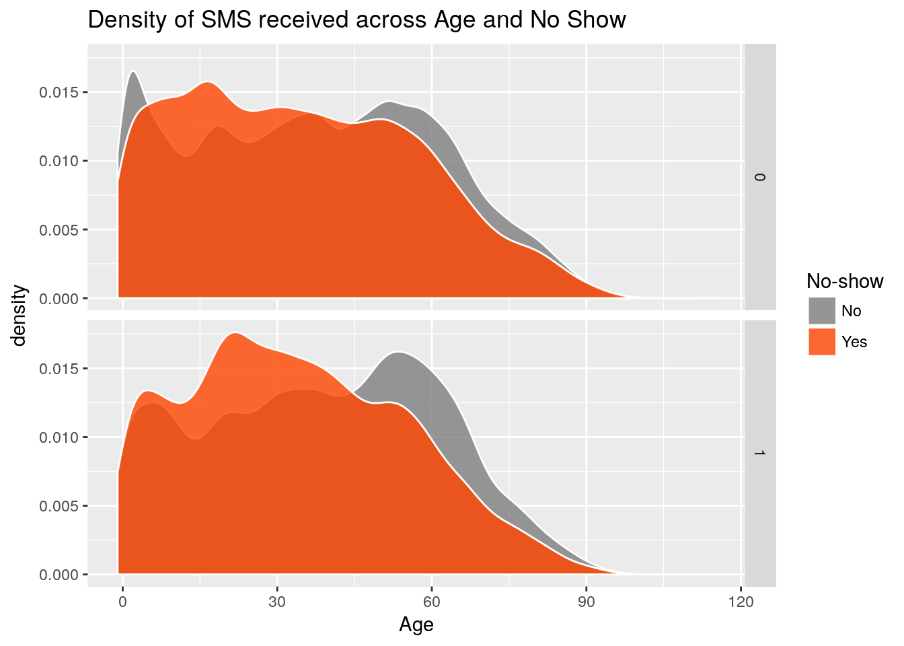 Density of SMS received across Age and No Show
density
0.015
0.010
0.005
0.000
0
0.015
0.010
0.005
0.000
1
0
30
60
90
120
Age
No-show
No
Yes